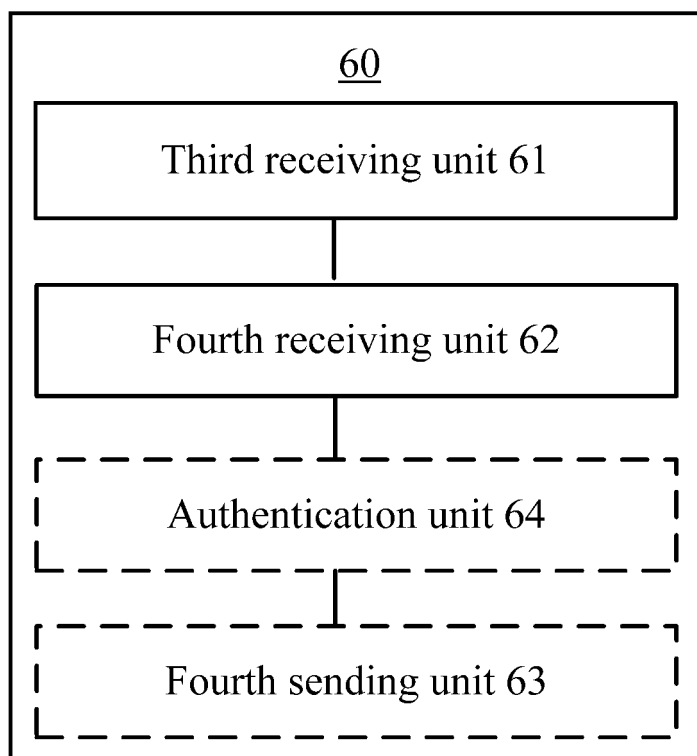 60
Third receiving unit 61
Fourth receiving unit 62
Authentication unit 64
Fourth sending unit 63